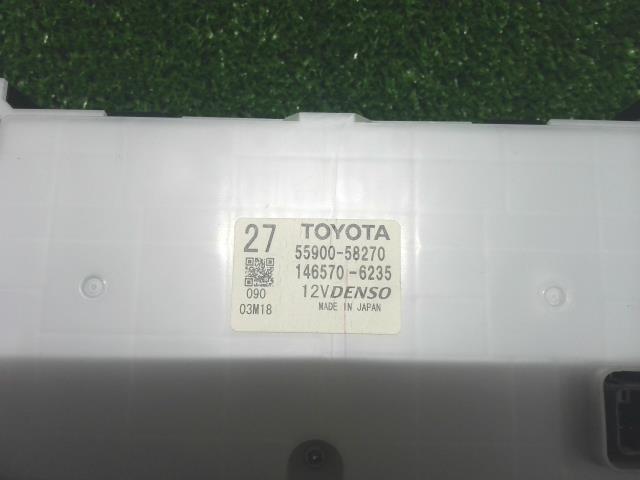 27 TOYOTA
55900-58270
146570-6235
090 12V DENSO
03M18 MADE IN JAPAN